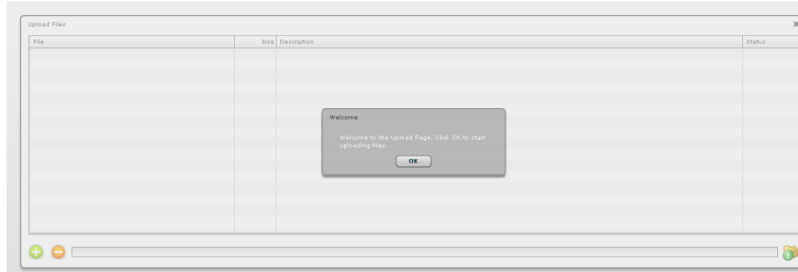 Upload Files
File Size Description Status
Welcome
Welcome to the Upload Page. Click OK to start
uploading files.
OK